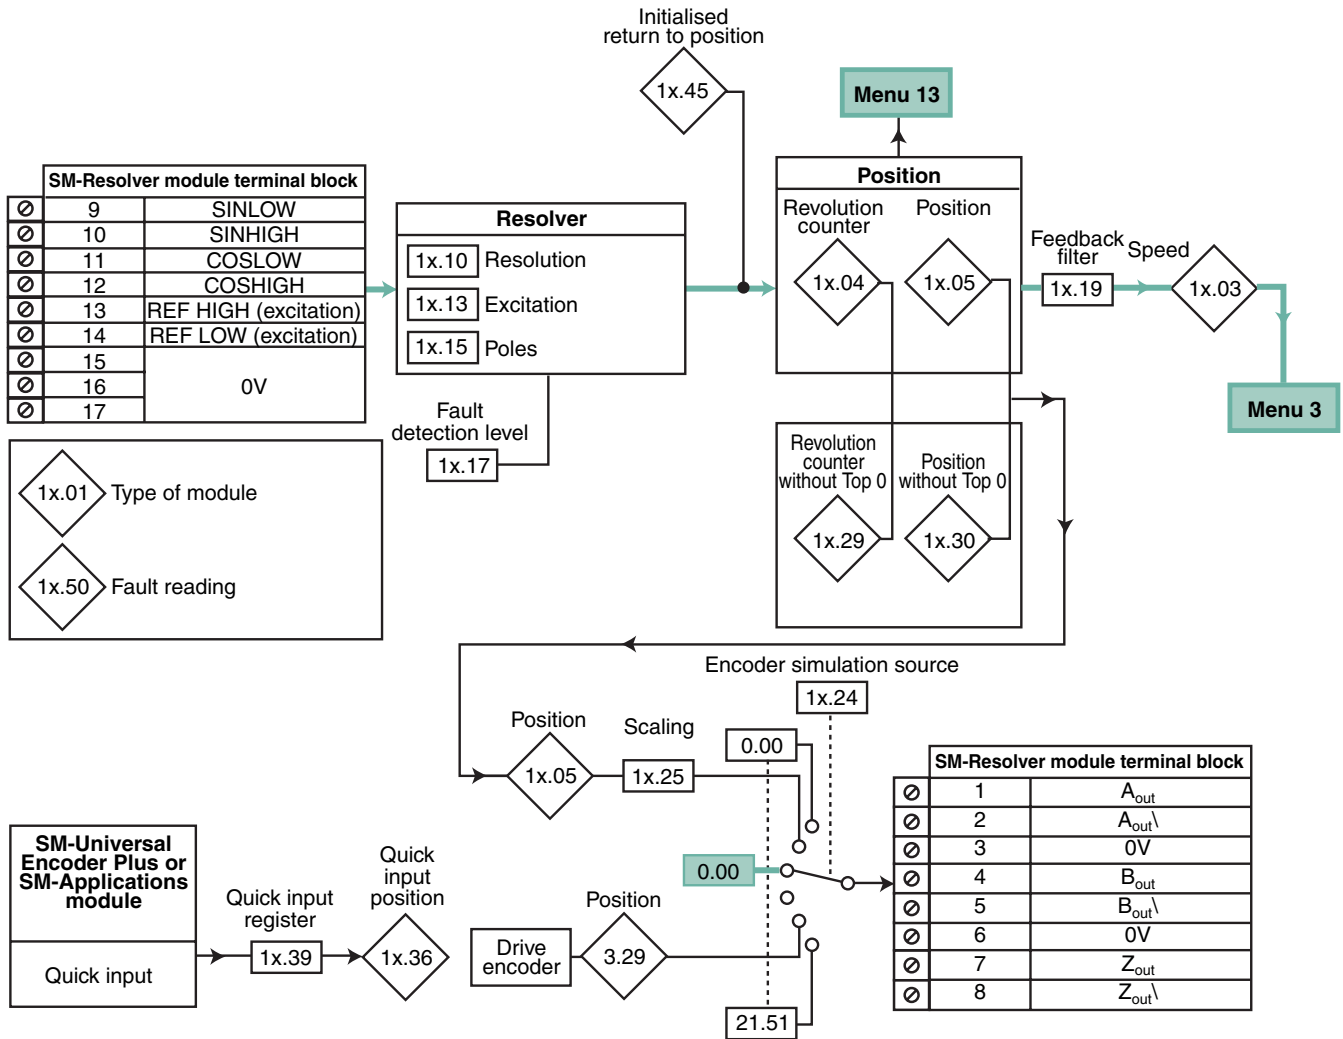 Initialised
return to position
1x.45
Menu 13
SM-Resolver module terminal block
9 SINLOW
10 SINHIGH
11 COSLOW
12 COSHIGH
13 REF HIGH (excitation)
14 REF LOW (excitation)
15
16 0V
17
Resolver
1x.10 Resolution
1x.13 Excitation
1x.15 Poles
Fault
detection level
1x.17
Position
Revolution
counter
1x.04
Position
1x.05
Feedback
filter
1x.19
Speed
1x.03
Menu 3
Revolution
counter
without Top 0
1x.29
Position
without Top 0
1x.30
1x.01 Type of module
1x.50 Fault reading
Encoder simulation source
1x.24
Position
1x.05
Scaling
1x.25
0.00
0.00
21.51
SM-Universal
Encoder Plus or
SM-Applications
module
Quick input
Quick input
register
1x.39
Quick
input
position
1x.36
Drive
encoder
Position
3.29
SM-Resolver module terminal block
1 Aout
2 Aout\
3 0V
4 Bout
5 Bout\
6 0V
7 Zout
8 Zout\